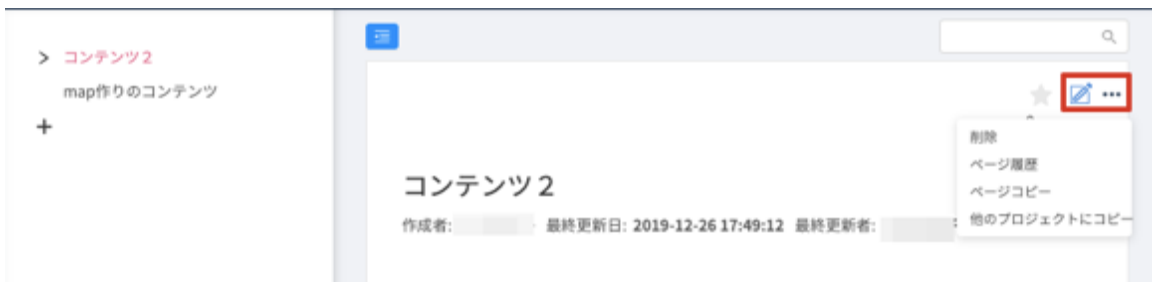 コンテンツ２
map作りのコンテンツ
削除
ページ履歴
ページコピー
他のプロジェクトにコピー
コンテンツ２
作成者: 最終更新日: 2019-12-26 17:49:12 最終更新者: